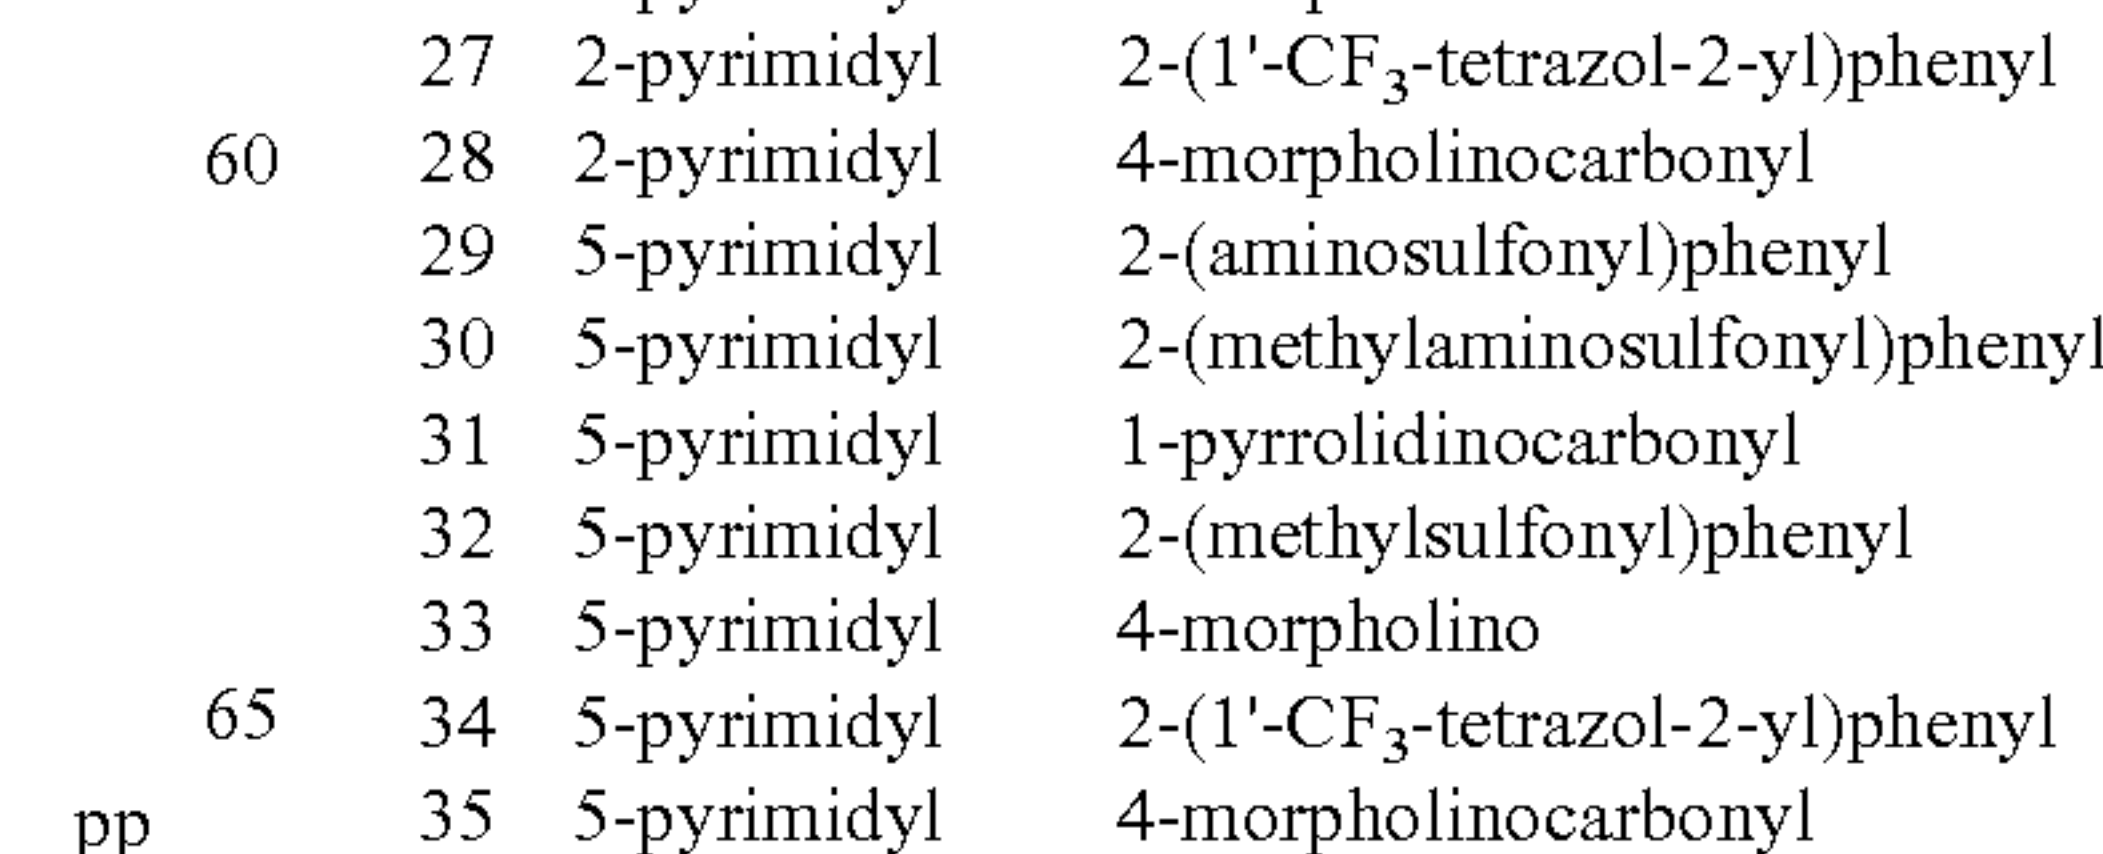 27 2-pyrimidyl 2-(1'-CF₃-tetrazol-2-yl)phenyl
60 28 2-pyrimidyl 4-morpholinocarbonyl
29 5-pyrimidyl 2-(aminosulfonyl)phenyl
30 5-pyrimidyl 2-(methylaminosulfonyl)phenyl
31 5-pyrimidyl 1-pyrrolidinocarbonyl
32 5-pyrimidyl 2-(methylsulfonyl)phenyl
33 5-pyrimidyl 4-morpholino
65 34 5-pyrimidyl 2-(1'-CF₃-tetrazol-2-yl)phenyl
pp 35 5-pyrimidyl 4-morpholinocarbonyl